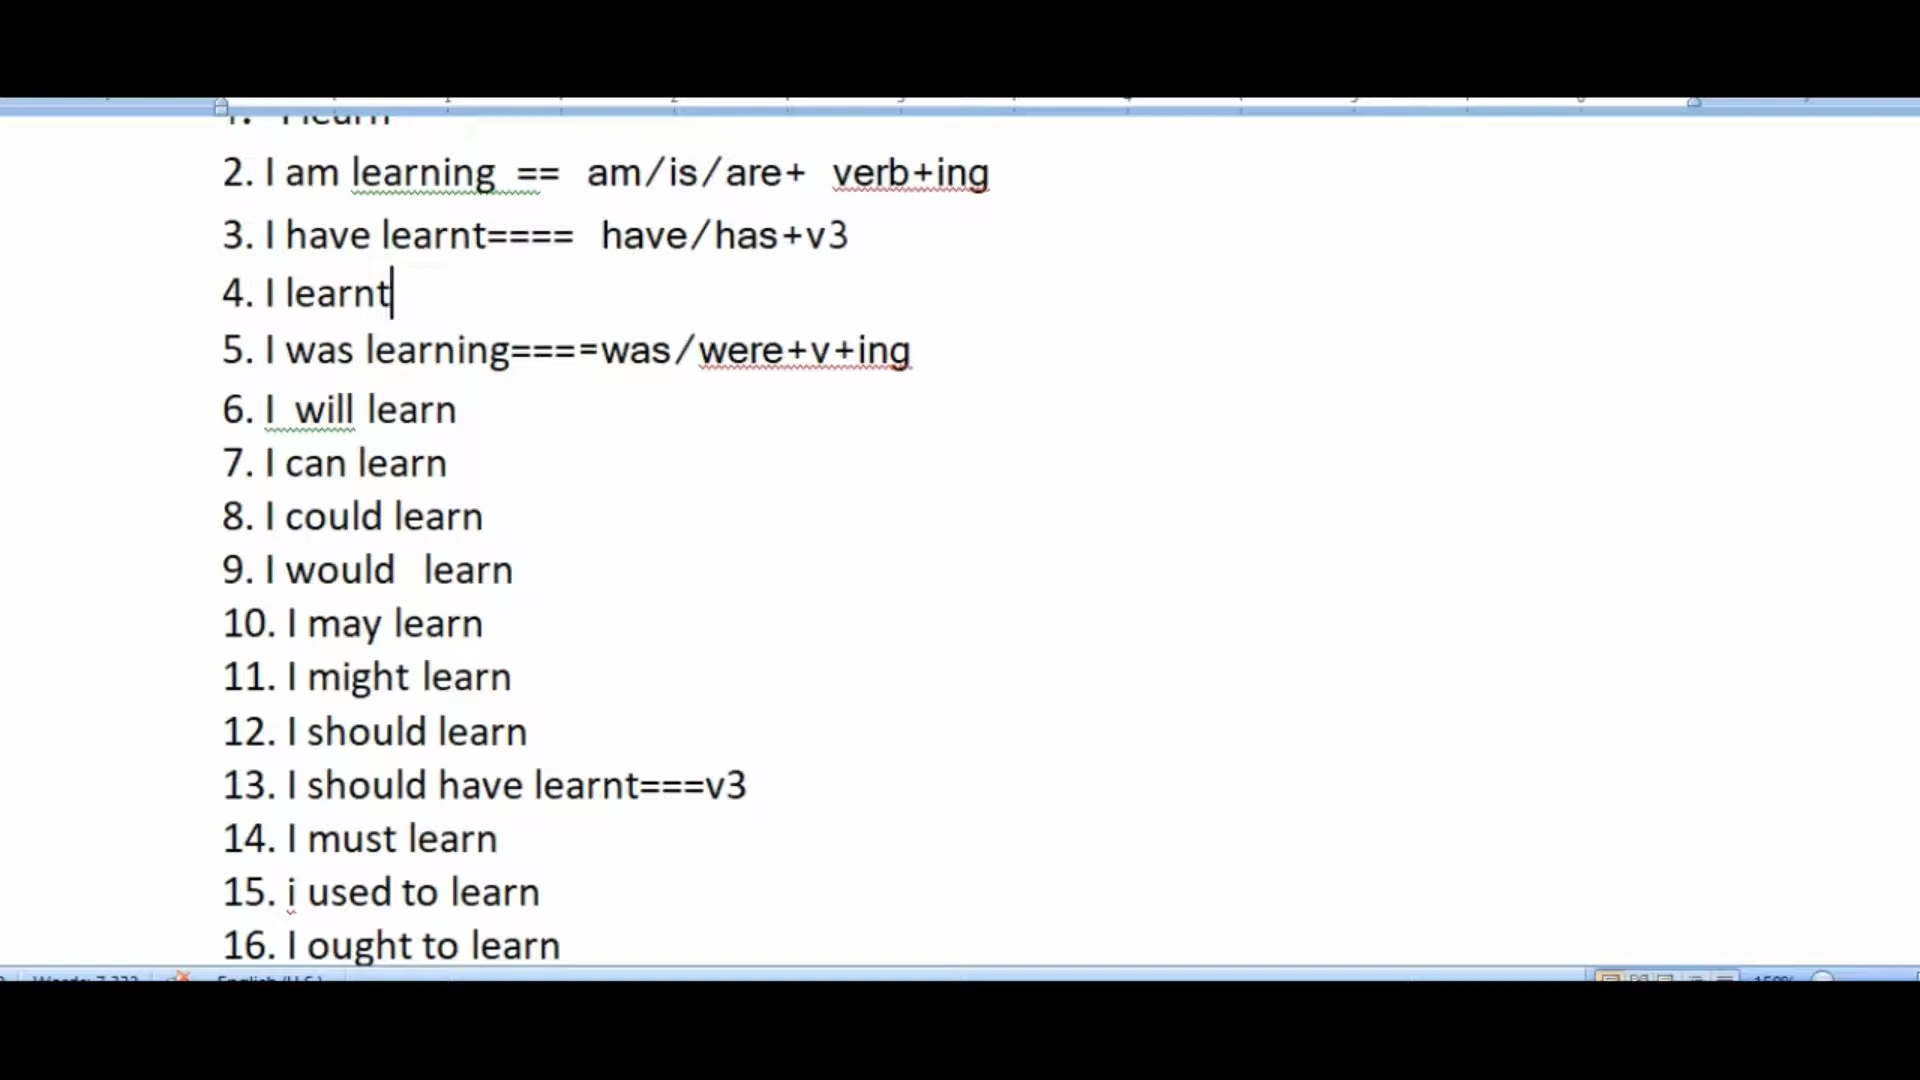 1. I learn
2. I am learning == am/is/are+ verb+ing
3. I have learnt==== have/has+v3
4. I learnt
5. I was learning====was/were+v+ing
6. I will learn
7. I can learn
8. I could learn
9. I would learn
10. I may learn
11. I might learn
12. I should learn
13. I should have learnt===v3
14. I must learn
15. i used to learn
16. I ought to learn